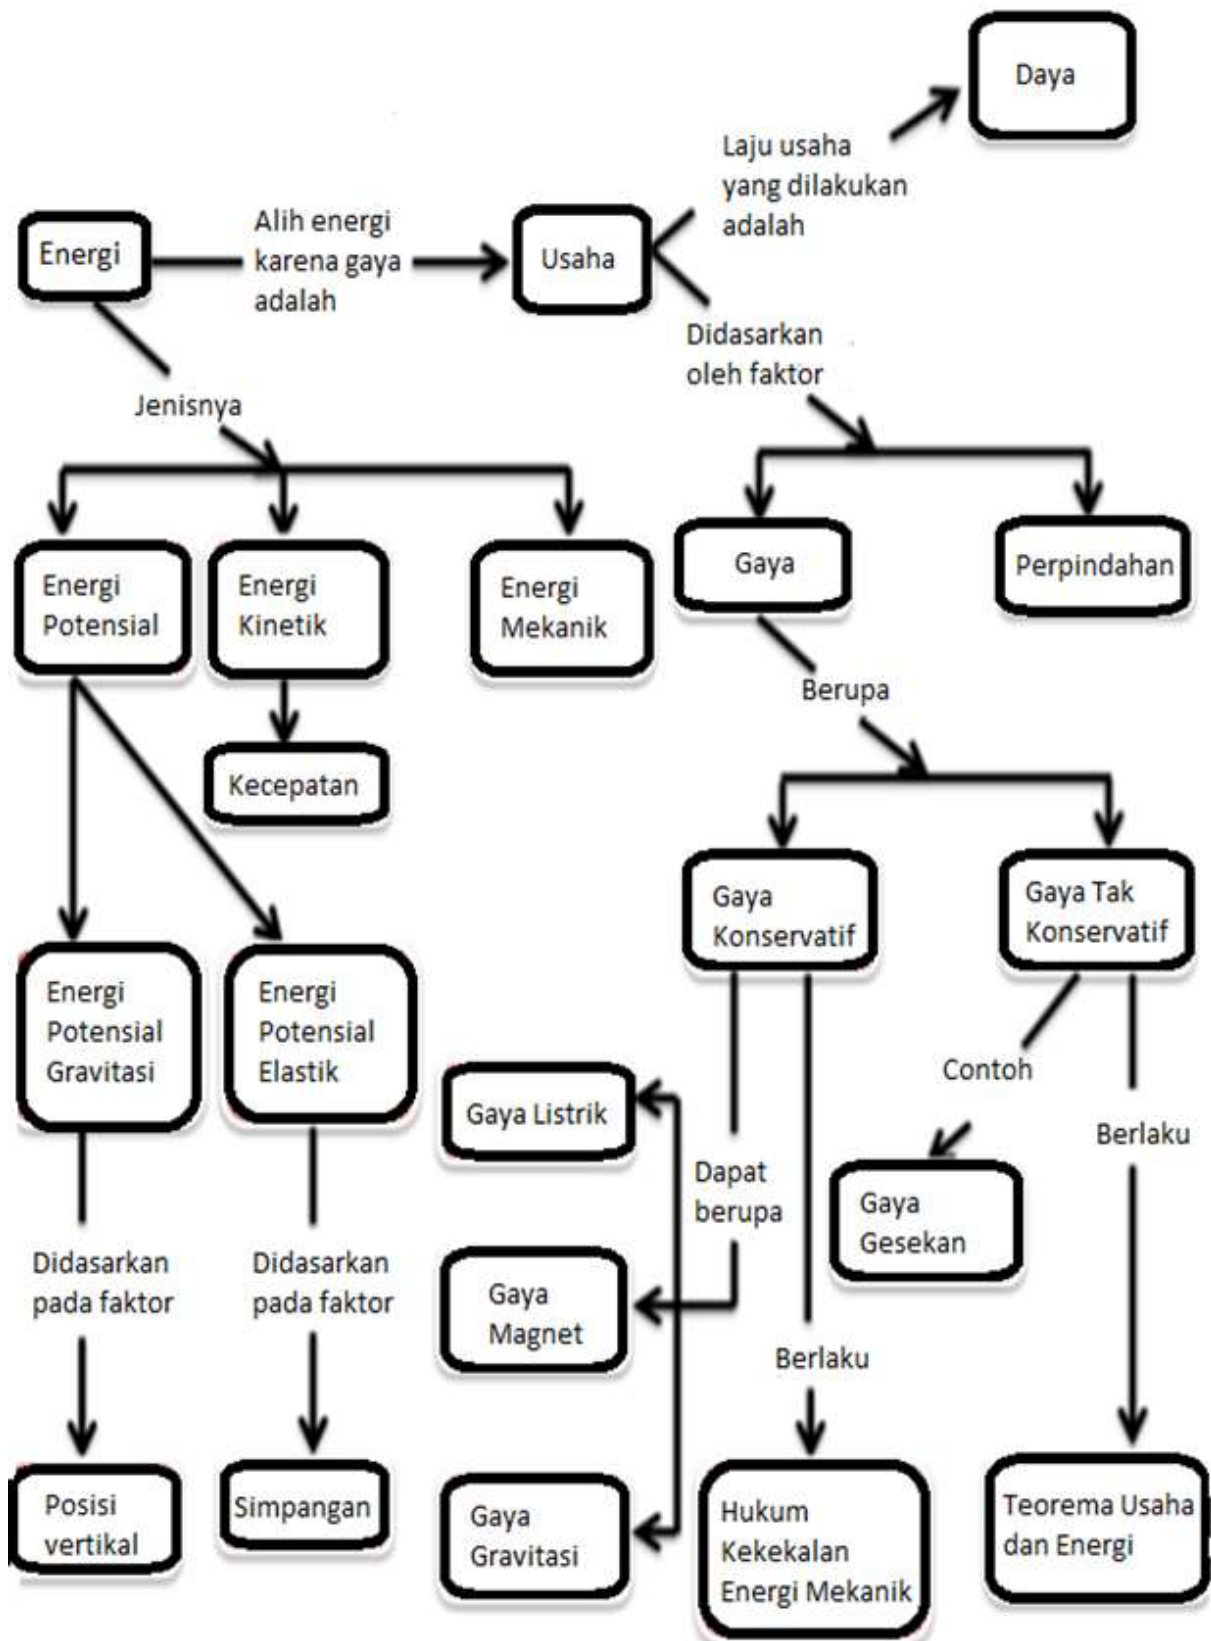 Daya
Laju usaha
yang dilakukan
adalah
Energi
Alih energi
karena gaya
adalah
Usaha
Didasarkan
oleh faktor
Jenisnya
Energi
Potensial
Energi
Kinetik
Energi
Mekanik
Gaya
Perpindahan
Berupa
Kecepatan
Gaya
Konservatif
Gaya Tak
Konservatif
Energi
Potensial
Gravitasi
Energi
Potensial
Elastik
Gaya Listrik
Contoh
Berlaku
Dapat
berupa
Gaya
Gesekan
Didasarkan
pada faktor
Didasarkan
pada faktor
Gaya
Magnet
Berlaku
Posisi
vertikal
Simpangan
Gaya
Gravitasi
Hukum
Kekekalan
Energi Mekanik
Teorema Usaha
dan Energi